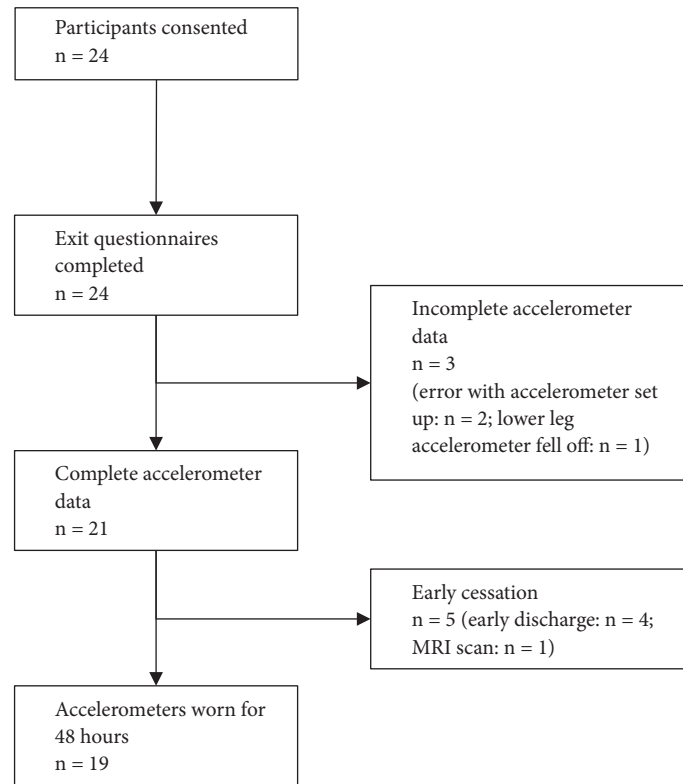 Participants consented
n = 24
Exit questionnaires
completed
n = 24
Incomplete accelerometer
data
n = 3
(error with accelerometer set
up: n = 2; lower leg
accelerometer fell off: n = 1)
Complete accelerometer
data
n = 21
Early cessation
n = 5 (early discharge: n = 4;
MRI scan: n = 1)
Accelerometers worn for
48 hours
n = 19